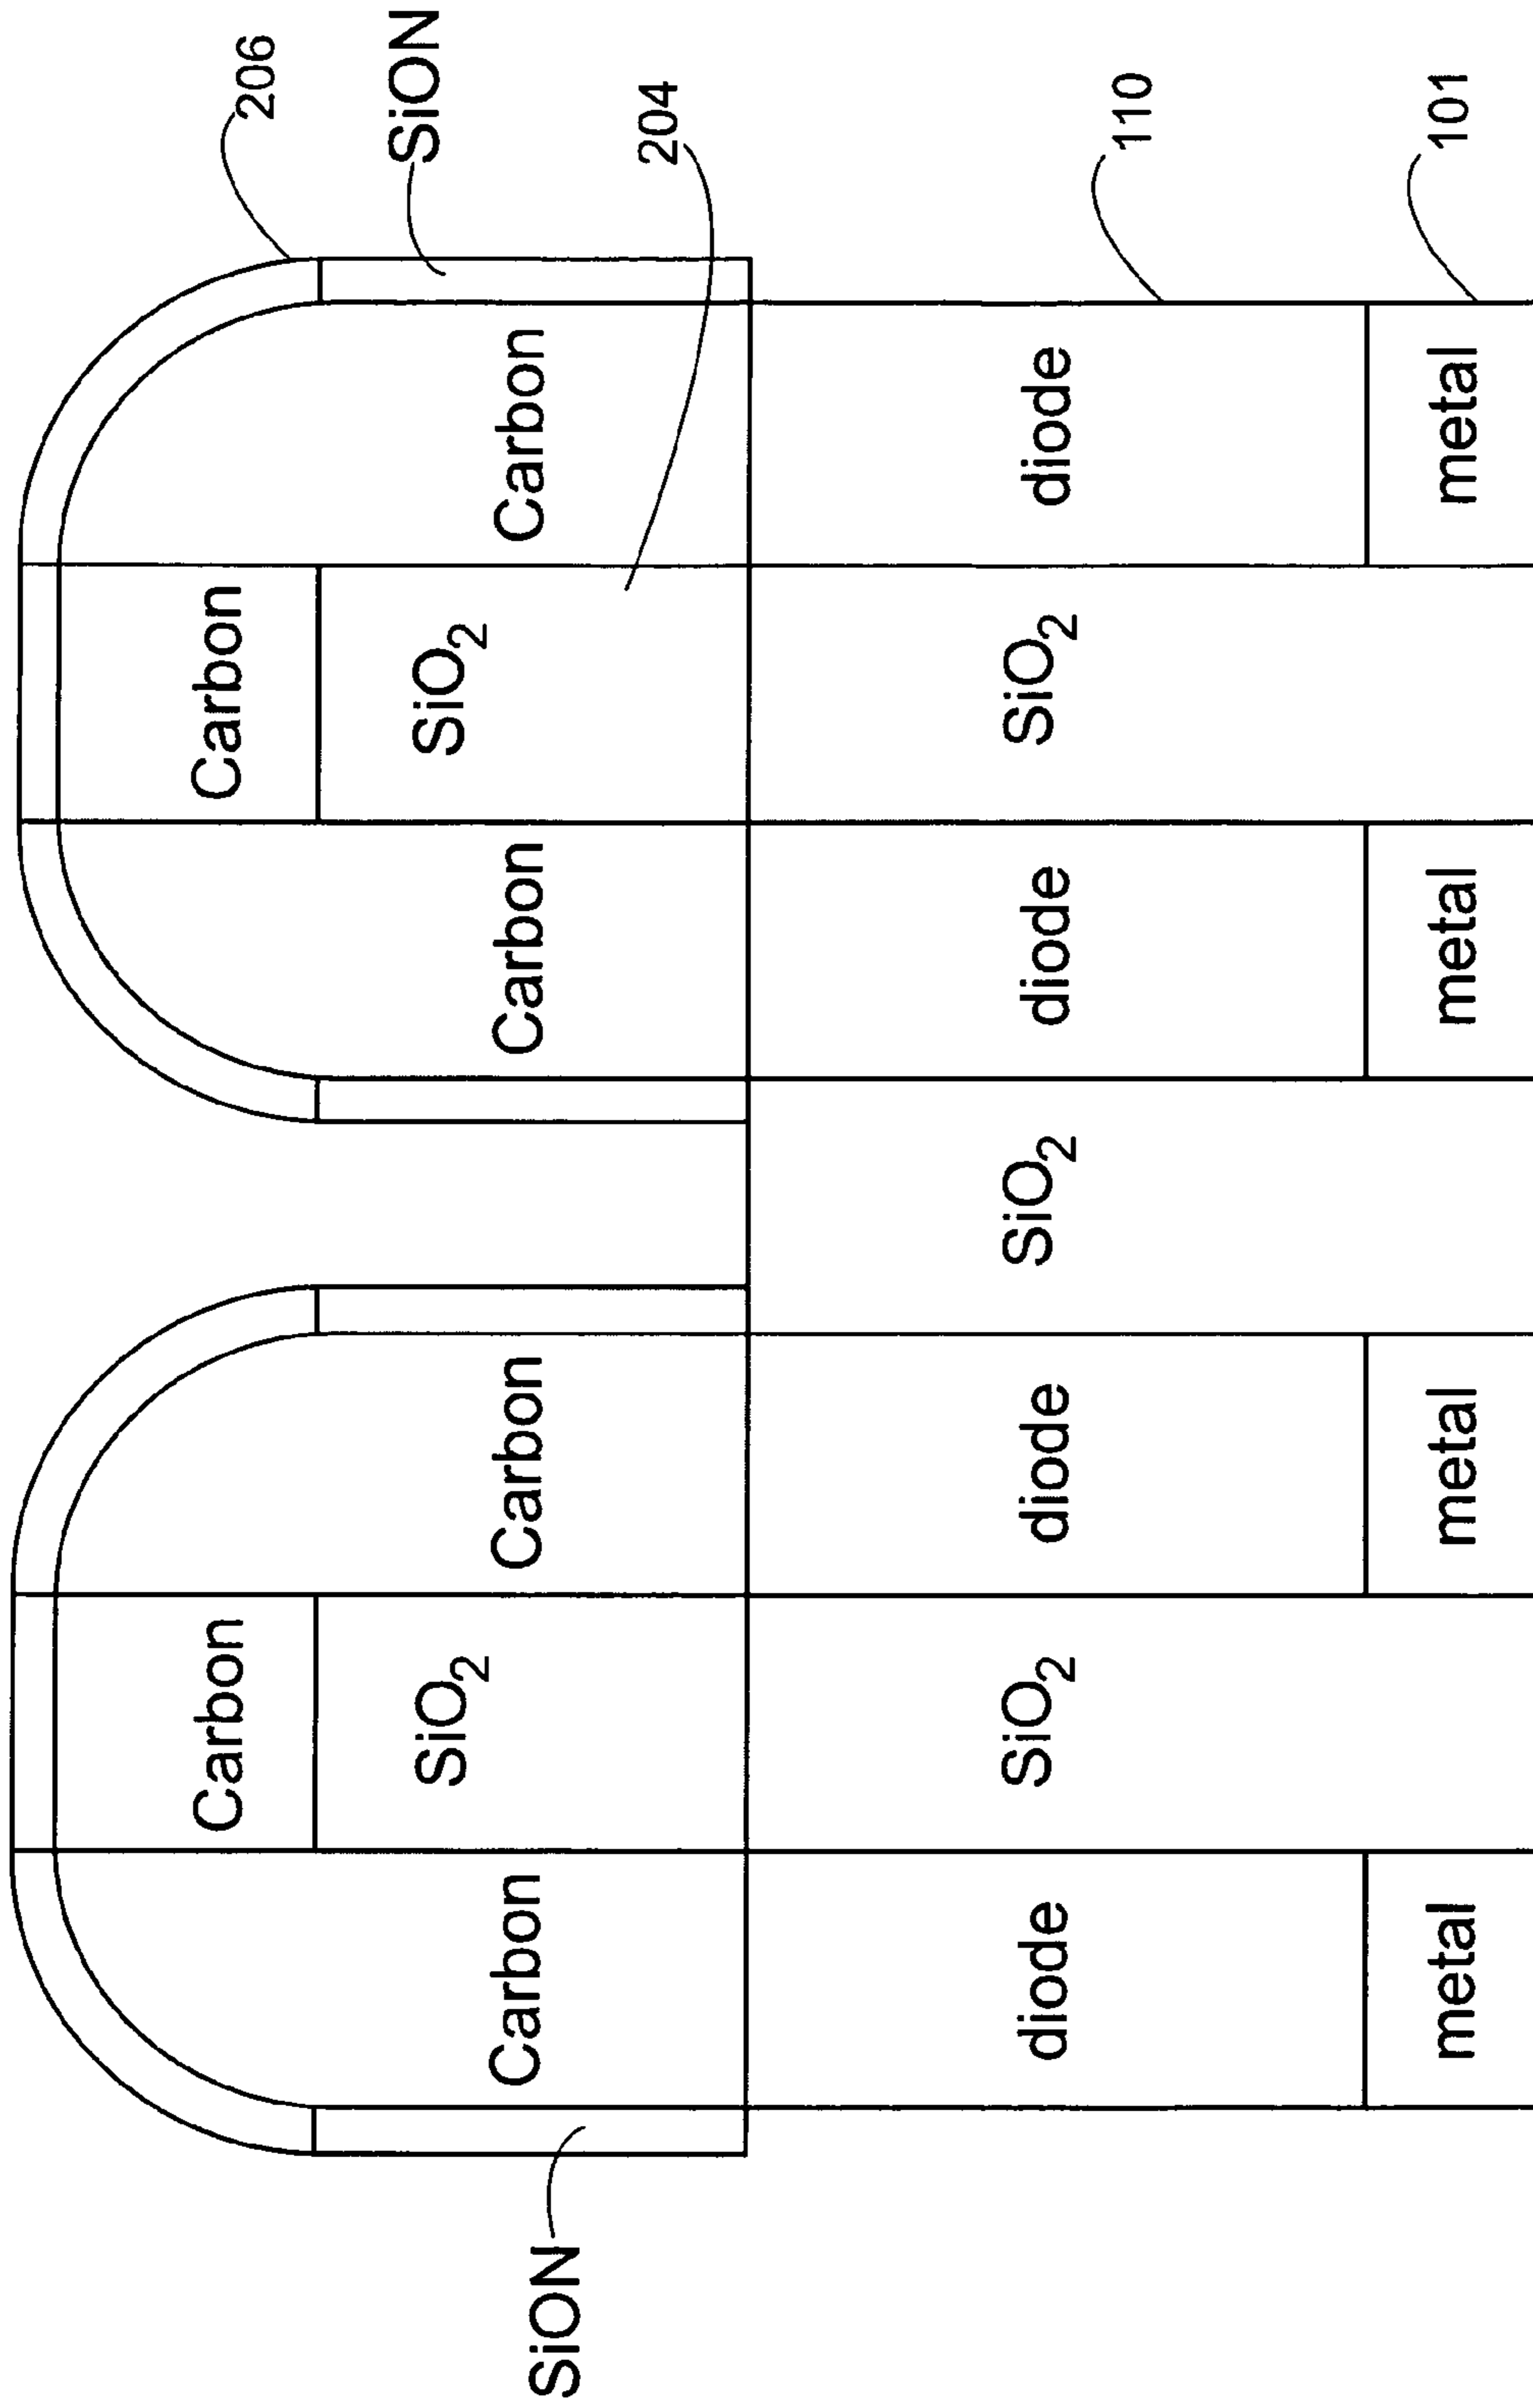 Carbon
Carbon
206
SiO2
SiO2
SiON
SiON
Carbon
Carbon
Carbon
Carbon
204
diode
SiO2
diode
SiO2
diode
SiO2
diode
110
metal
metal
metal
metal
101